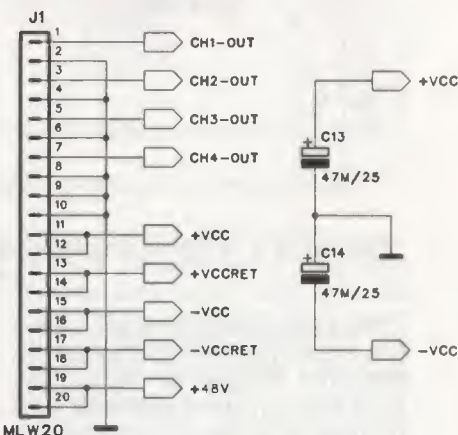 J1
1
CH1-OUT
2
3
CH2-OUT
4
5
CH3-OUT
6
7
CH4-OUT
8
9
10
11
+VCC
12
13
+VCCRET
14
15
-VCC
16
17
-VCCRET
18
19
+48V
20
MLW20
+VCC
+
C13
47M/25
+
C14
47M/25
-VCC